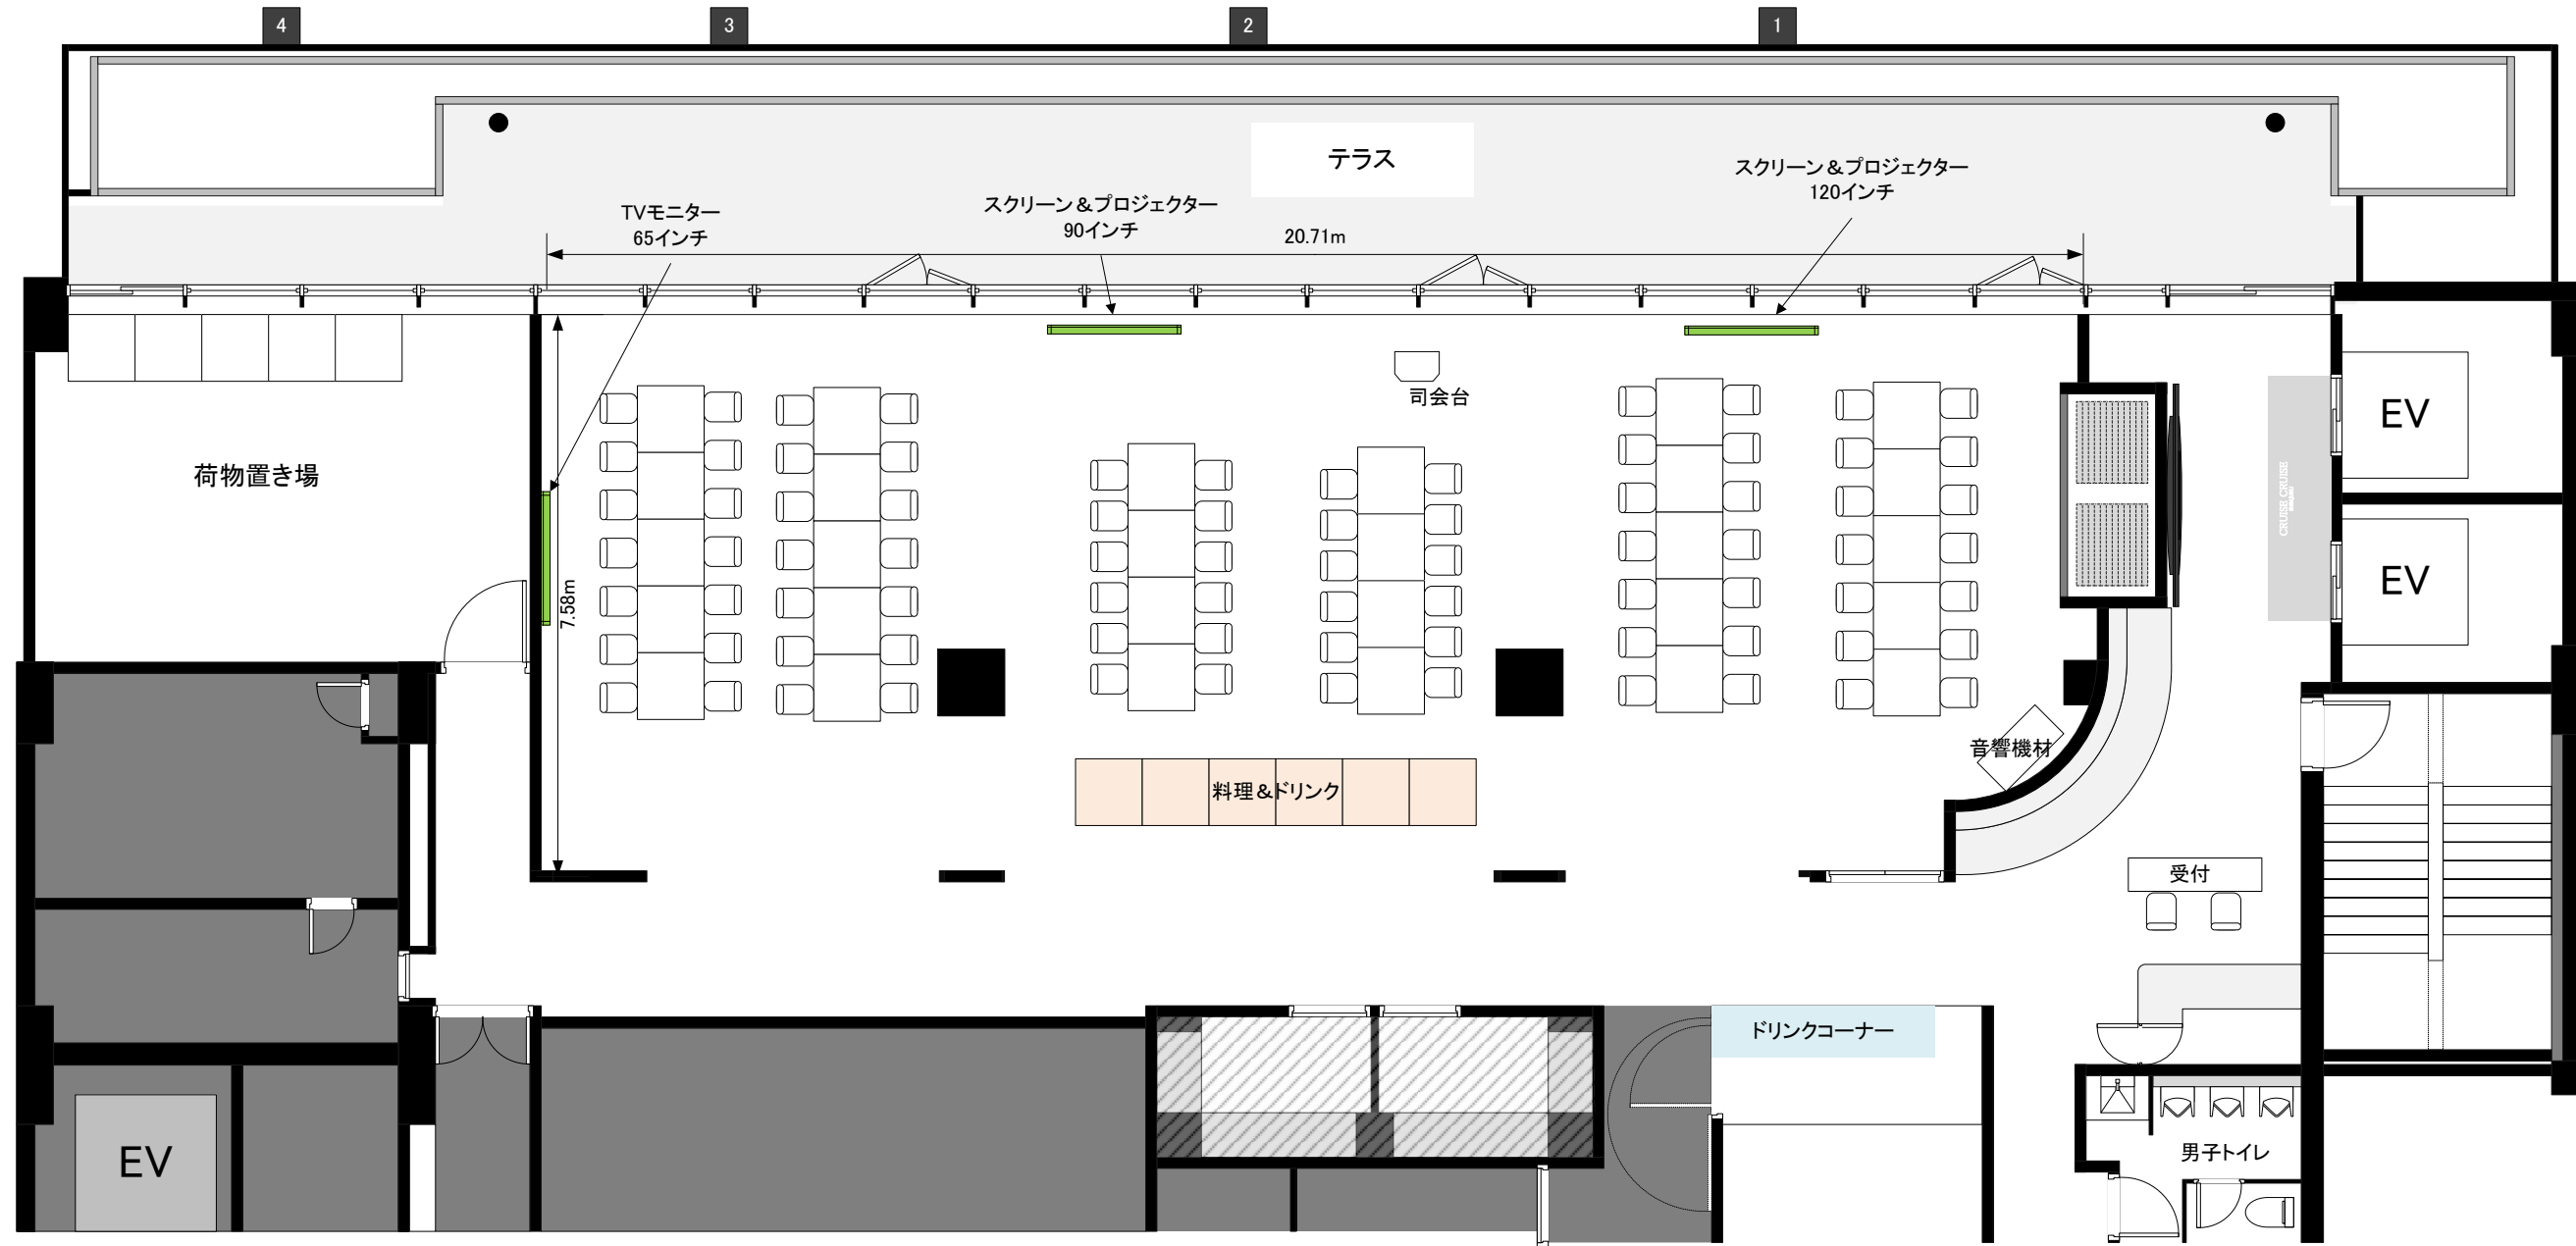 4
3
2
1
テラス
スクリーン＆プロジェクター
120インチ
TVモニター
65インチ
スクリーン＆プロジェクター
90インチ
20.71m
司会台
EV
荷物置き場
CRUISE CRUISE
EV
7.58m
音響機材
料理＆ドリンク
受付
ドリンクコーナー
EV
男子トイレ